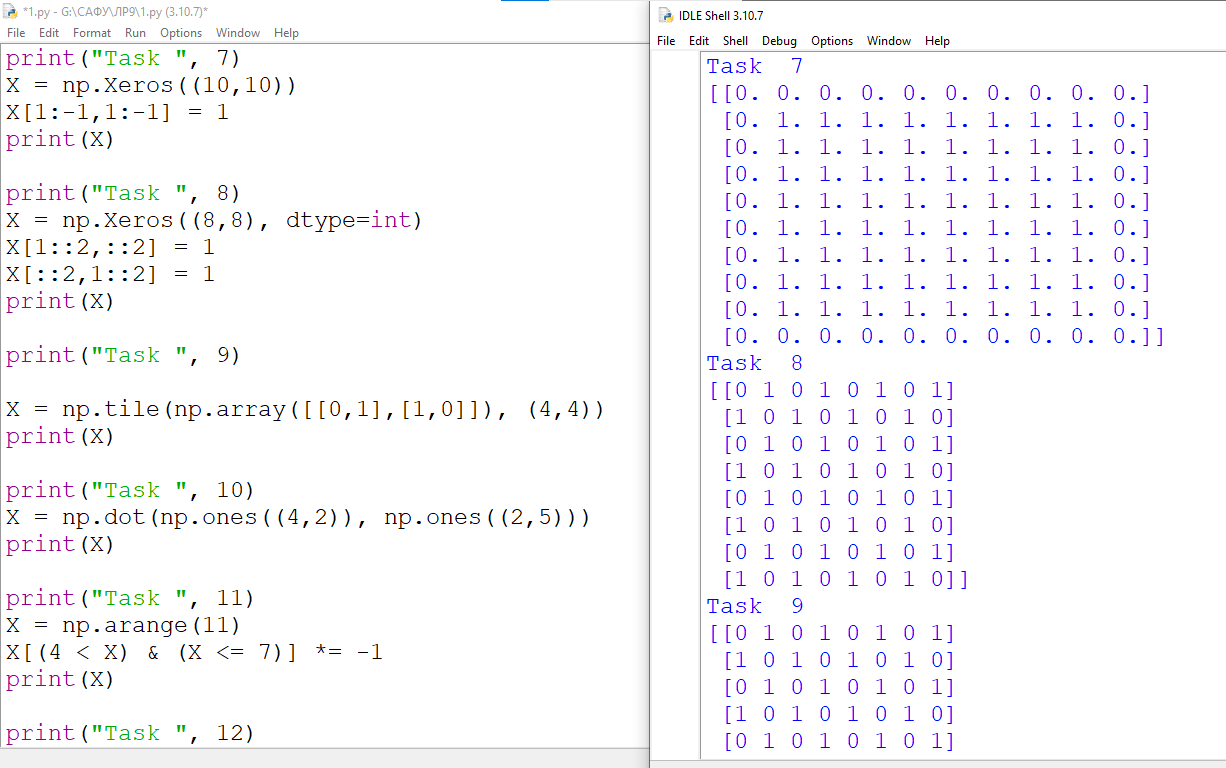 *1.py - G:\САФУ\ЛР9\1.py (3.10.7)*
File Edit Format Run Options Window Help
print("Task ", 7)
X = np.Xeros((10,10))
X[1:-1,1:-1] = 1
print(X)
print("Task ", 8)
X = np.Xeros((8,8), dtype=int)
X[1::2,::2] = 1
X[::2,1::2] = 1
print(X)
print("Task ", 9)
X = np.tile(np.array([[0,1],[1,0]]), (4,4))
print(X)
print("Task ", 10)
X = np.dot(np.ones((4,2)), np.ones((2,5)))
print(X)
print("Task ", 11)
X = np.arange(11)
X[(4 < X) & (X <= 7)] *= -1
print(X)
print("Task ", 12)
IDLE Shell 3.10.7
File Edit Shell Debug Options Window Help
Task  7
[[0. 0. 0. 0. 0. 0. 0. 0. 0. 0.]
 [0. 1. 1. 1. 1. 1. 1. 1. 1. 0.]
 [0. 1. 1. 1. 1. 1. 1. 1. 1. 0.]
 [0. 1. 1. 1. 1. 1. 1. 1. 1. 0.]
 [0. 1. 1. 1. 1. 1. 1. 1. 1. 0.]
 [0. 1. 1. 1. 1. 1. 1. 1. 1. 0.]
 [0. 1. 1. 1. 1. 1. 1. 1. 1. 0.]
 [0. 1. 1. 1. 1. 1. 1. 1. 1. 0.]
 [0. 1. 1. 1. 1. 1. 1. 1. 1. 0.]
 [0. 0. 0. 0. 0. 0. 0. 0. 0. 0.]]
Task  8
[[0 1 0 1 0 1 0 1]
 [1 0 1 0 1 0 1 0]
 [0 1 0 1 0 1 0 1]
 [1 0 1 0 1 0 1 0]
 [0 1 0 1 0 1 0 1]
 [1 0 1 0 1 0 1 0]
 [0 1 0 1 0 1 0 1]
 [1 0 1 0 1 0 1 0]]
Task  9
[[0 1 0 1 0 1 0 1]
 [1 0 1 0 1 0 1 0]
 [0 1 0 1 0 1 0 1]
 [1 0 1 0 1 0 1 0]
 [0 1 0 1 0 1 0 1]